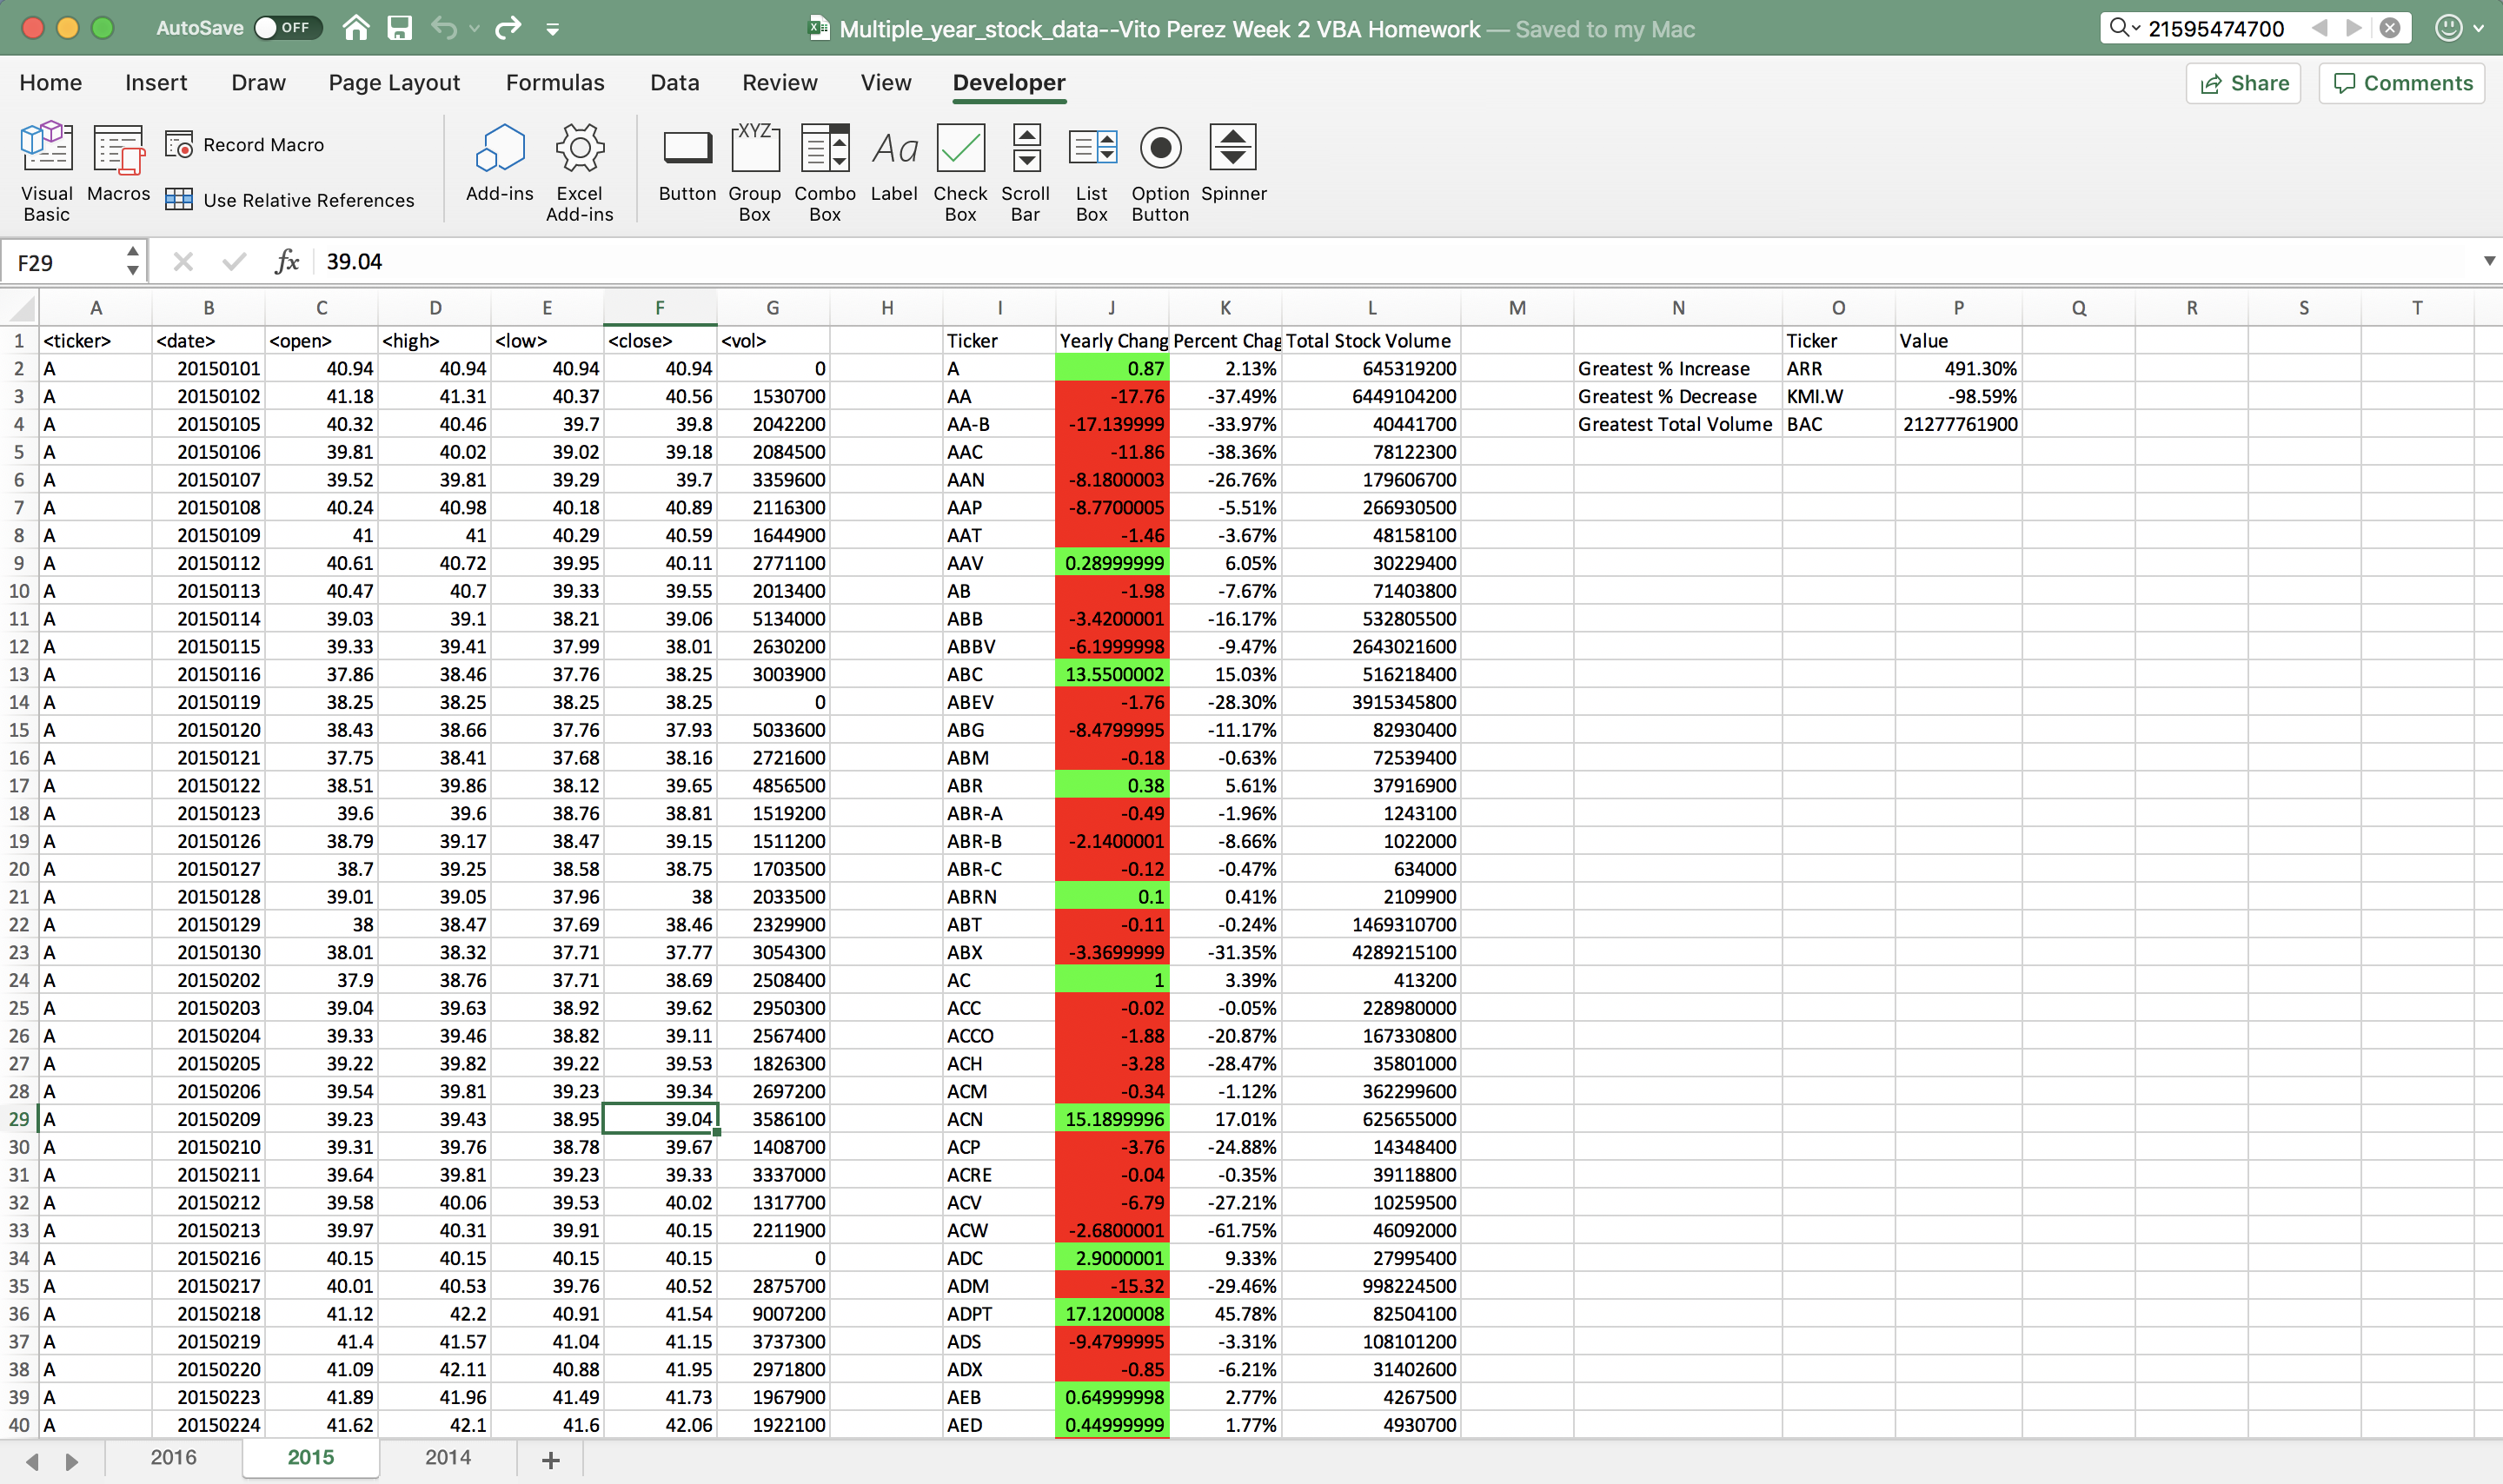 AutoSave OFF Multiple_year_stock_data--Vito Perez Week 2 VBA Homework — Saved to my Mac 21595474700
Home Insert Draw Page Layout Formulas Data Review View Developer Share Comments
Visual Basic Macros Record Macro Use Relative References Add-ins Excel Add-ins Button XYZ Group Box Combo Box Aa Label Check Box Scroll Bar List Box Option Button Spinner
F29 fx 39.04
A B C D E F G H I J K L M N O P Q R S T
1 <ticker> <date> <open> <high> <low> <close> <vol> Ticker Yearly Chang Percent Chag Total Stock Volume Ticker Value
2 A 20150101 40.94 40.94 40.94 40.94 0 A 0.87 2.13% 645319200 Greatest % Increase ARR 491.30%
3 A 20150102 41.18 41.31 40.37 40.56 1530700 AA -17.76 -37.49% 6449104200 Greatest % Decrease KMI.W -98.59%
4 A 20150105 40.32 40.46 39.7 39.8 2042200 AA-B -17.139999 -33.97% 40441700 Greatest Total Volume BAC 21277761900
5 A 20150106 39.81 40.02 39.02 39.18 2084500 AAC -11.86 -38.36% 78122300
6 A 20150107 39.52 39.81 39.29 39.7 3359600 AAN -8.1800003 -26.76% 179606700
7 A 20150108 40.24 40.98 40.18 40.89 2116300 AAP -8.7700005 -5.51% 266930500
8 A 20150109 41 41 40.29 40.59 1644900 AAT -1.46 -3.67% 48158100
9 A 20150112 40.61 40.72 39.95 40.11 2771100 AAV 0.28999999 6.05% 30229400
10 A 20150113 40.47 40.7 39.33 39.55 2013400 AB -1.98 -7.67% 71403800
11 A 20150114 39.03 39.1 38.21 39.06 5134000 ABB -3.4200001 -16.17% 532805500
12 A 20150115 39.33 39.41 37.99 38.01 2630200 ABBV -6.1999998 -9.47% 2643021600
13 A 20150116 37.86 38.46 37.76 38.25 3003900 ABC 13.5500002 15.03% 516218400
14 A 20150119 38.25 38.25 38.25 38.25 0 ABEV -1.76 -28.30% 3915345800
15 A 20150120 38.43 38.66 37.76 37.93 5033600 ABG -8.4799995 -11.17% 82930400
16 A 20150121 37.75 38.41 37.68 38.16 2721600 ABM -0.18 -0.63% 72539400
17 A 20150122 38.51 39.86 38.12 39.65 4856500 ABR 0.38 5.61% 37916900
18 A 20150123 39.6 39.6 38.76 38.81 1519200 ABR-A -0.49 -1.96% 1243100
19 A 20150126 38.79 39.17 38.47 39.15 1511200 ABR-B -2.1400001 -8.66% 1022000
20 A 20150127 38.7 39.25 38.58 38.75 1703500 ABR-C -0.12 -0.47% 634000
21 A 20150128 39.01 39.05 37.96 38 2033500 ABRN 0.1 0.41% 2109900
22 A 20150129 38 38.47 37.69 38.46 2329900 ABT -0.11 -0.24% 1469310700
23 A 20150130 38.01 38.32 37.71 37.77 3054300 ABX -3.3699999 -31.35% 4289215100
24 A 20150202 37.9 38.76 37.71 38.69 2508400 AC 1 3.39% 413200
25 A 20150203 39.04 39.63 38.92 39.62 2950300 ACC -0.02 -0.05% 228980000
26 A 20150204 39.33 39.46 38.82 39.11 2567400 ACCO -1.88 -20.87% 167330800
27 A 20150205 39.22 39.82 39.22 39.53 1826300 ACH -3.28 -28.47% 35801000
28 A 20150206 39.54 39.81 39.23 39.34 2697200 ACM -0.34 -1.12% 362299600
29 A 20150209 39.23 39.43 38.95 39.04 3586100 ACN 15.1899996 17.01% 625655000
30 A 20150210 39.31 39.76 38.78 39.67 1408700 ACP -3.76 -24.88% 14348400
31 A 20150211 39.64 39.81 39.23 39.33 3337000 ACRE -0.04 -0.35% 39118800
32 A 20150212 39.58 40.06 39.53 40.02 1317700 ACV -6.79 -27.21% 10259500
33 A 20150213 39.97 40.31 39.91 40.15 2211900 ACW -2.6800001 -61.75% 46092000
34 A 20150216 40.15 40.15 40.15 40.15 0 ADC 2.9000001 9.33% 27995400
35 A 20150217 40.01 40.53 39.76 40.52 2875700 ADM -15.32 -29.46% 998224500
36 A 20150218 41.12 42.2 40.91 41.54 9007200 ADPT 17.1200008 45.78% 82504100
37 A 20150219 41.4 41.57 41.04 41.15 3737300 ADS -9.4799995 -3.31% 108101200
38 A 20150220 41.09 42.11 40.88 41.95 2971800 ADX -0.85 -6.21% 31402600
39 A 20150223 41.89 41.96 41.49 41.73 1967900 AEB 0.64999998 2.77% 4267500
40 A 20150224 41.62 42.1 41.6 42.06 1922100 AED 0.44999999 1.77% 4930700
2016 2015 2014 +